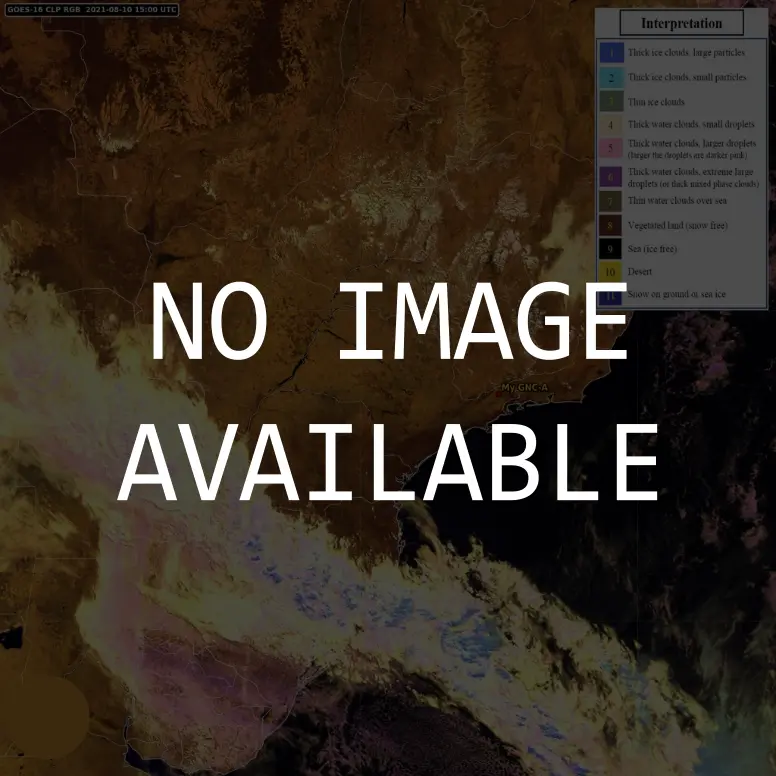 GOES-16 CLP RGB 2021-08-10 15:00 UTC
Interpretation
1 Thick ice clouds, large particles
2 Thick ice clouds, small particles
3 Thin ice clouds
4 Thick water clouds, small droplets
5 Thick water clouds, larger droplets
(larger the droplets are darker pink)
6 Thick water clouds, extreme large
droplets (or thick mixed phase clouds)
7 Thin water clouds over sea
8 Vegetated land (snow free)
9 Sea (ice free)
10 Desert
11 Snow on ground or sea ice
NO IMAGE
My GNC-A
AVAILABLE